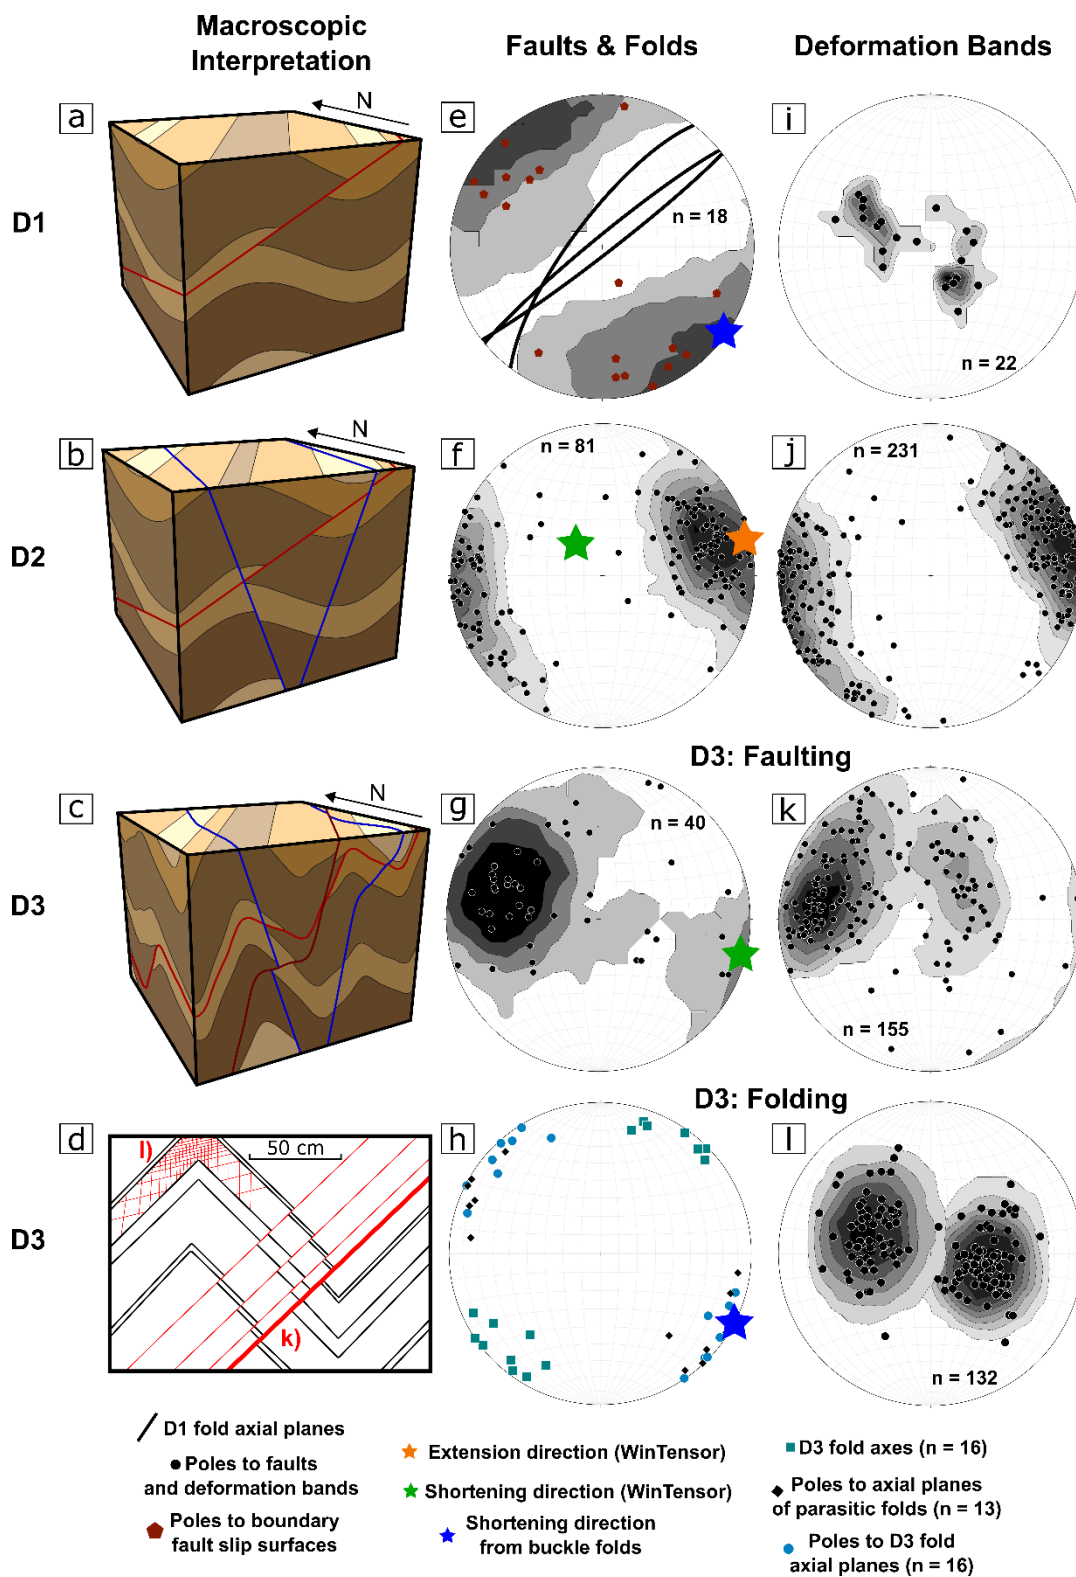 Macroscopic
Interpretation
Faults & Folds
Deformation Bands
a
N
e
n = 18
i
n = 22
D1
b
N
f
n = 81
j
n = 231
D2
D3: Faulting
c
N
g
n = 40
k
n = 155
D3
D3: Folding
d
l)
50 cm
k)
h
l
n = 132
D3
D1 fold axial planes
Poles to faults
and deformation bands
Poles to boundary
fault slip surfaces
Extension direction (WinTensor)
Shortening direction (WinTensor)
Shortening direction
from buckle folds
D3 fold axes (n = 16)
Poles to axial planes
of parasitic folds (n = 13)
Poles to D3 fold
axial planes (n = 16)